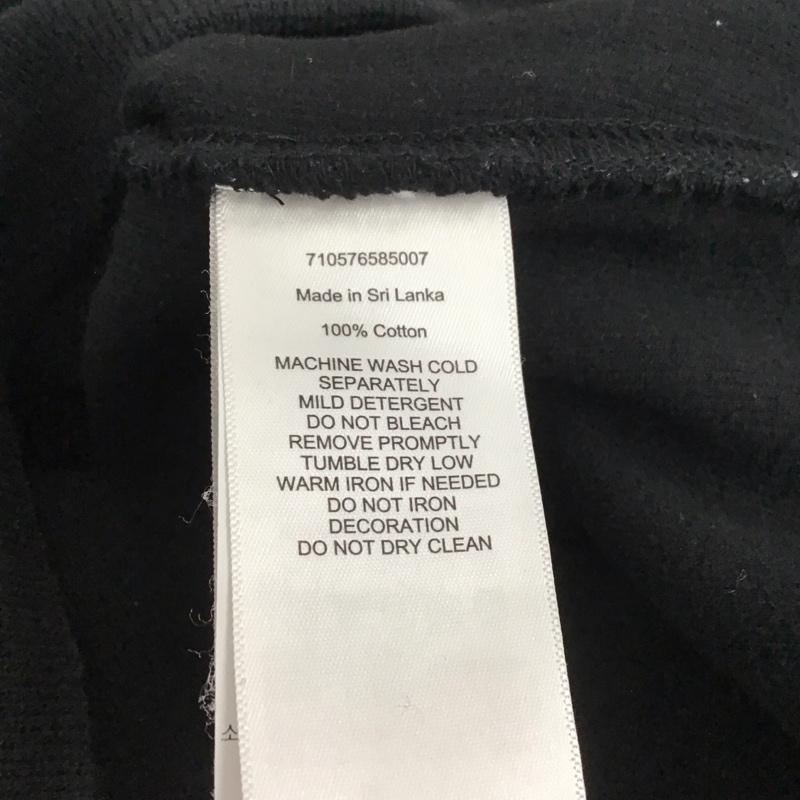 710576585007
Made in Sri Lanka
100% Cotton
MACHINE WASH COLD
SEPARATELY
MILD DETERGENT
DO NOT BLEACH
REMOVE PROMPTLY
TUMBLE DRY LOW
WARM IRON IF NEEDED
DO NOT IRON
DECORATION
DO NOT DRY CLEAN
소